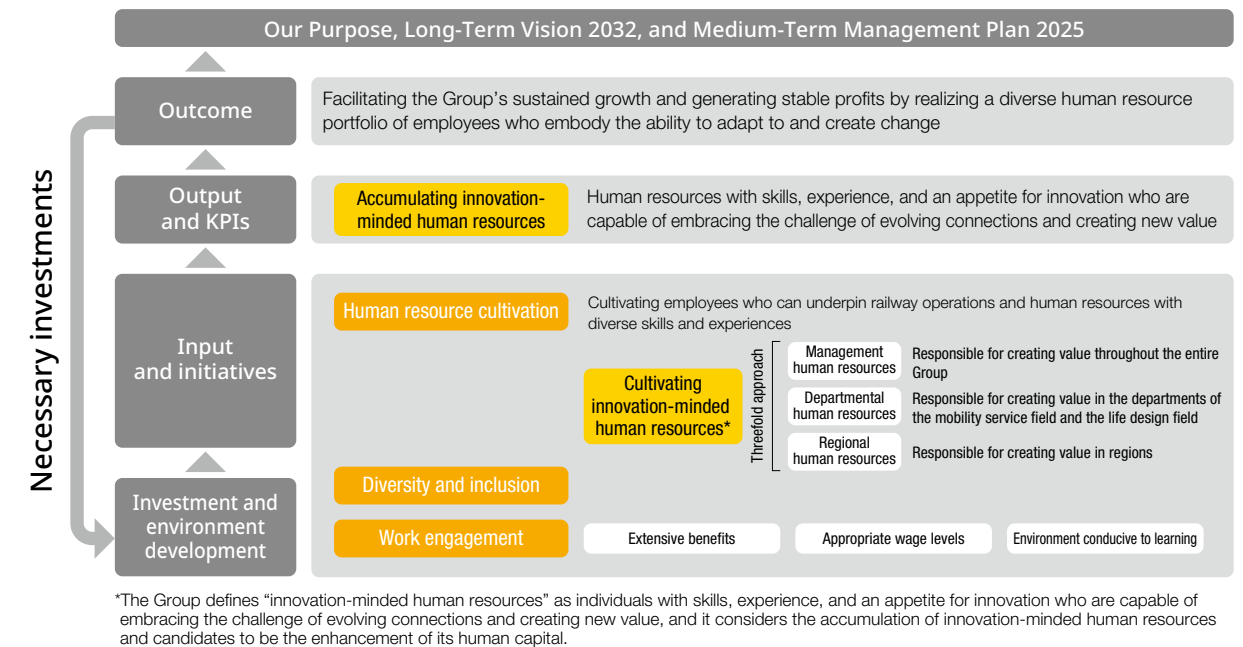 Our Purpose, Long-Term Vision 2032, and Medium-Term Management Plan 2025
Necessary investments
Outcome
Facilitating the Group's sustained growth and generating stable profits by realizing a diverse human resource
portfolio of employees who embody the ability to adapt to and create change
Output
and KPIs
Accumulating innovation-
minded human resources
Human resources with skills, experience, and an appetite for innovation who are
capable of embracing the challenge of evolving connections and creating new value
Input
and initiatives
Human resource cultivation
Cultivating employees who can underpin railway operations and human resources with
diverse skills and experiences
Cultivating
innovation-minded
human resources*
Threefold approach
Management
human resources
Responsible for creating value throughout the entire
Group
Departmental
human resources
Responsible for creating value in the departments of
the mobility service field and the life design field
Regional
human resources
Responsible for creating value in regions
Diversity and inclusion
Investment and
environment
development
Work engagement
Extensive benefits
Appropriate wage levels
Environment conducive to learning
*The Group defines “innovation-minded human resources” as individuals with skills, experience, and an appetite for innovation who are capable of
embracing the challenge of evolving connections and creating new value, and it considers the accumulation of innovation-minded human resources
and candidates to be the enhancement of its human capital.